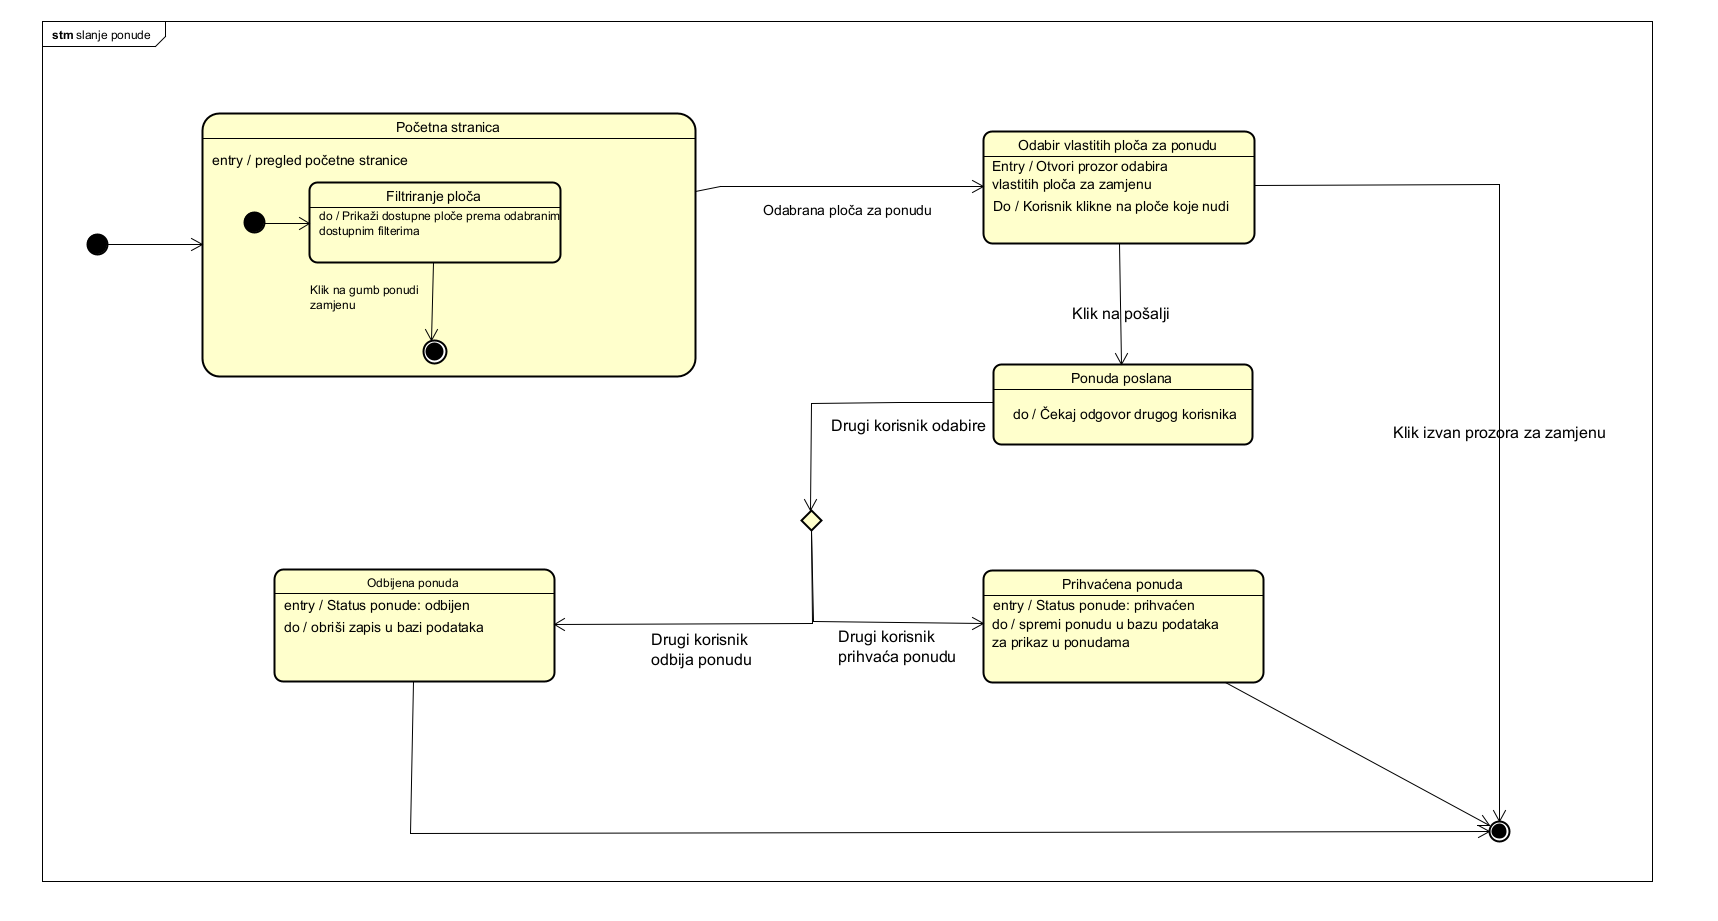 stm slanje ponude
Početna stranica
entry / pregled početne stranice
Filtriranje ploča
do / Prikaži dostupne ploče prema odabranim
dostupnim filterima
Klik na gumb ponudi
zamjenu
Odabrana ploča za ponudu
Odabir vlastitih ploča za ponudu
Entry / Otvori prozor odabira
vlastitih ploča za zamjenu
Do / Korisnik klikne na ploče koje nudi
Klik na pošalji
Ponuda poslana
do / Čekaj odgovor drugog korisnika
Drugi korisnik odabire
Klik izvan prozora za zamjenu
Odbijena ponuda
entry / Status ponude: odbijen
do / obriši zapis u bazi podataka
Drugi korisnik
odbija ponudu
Drugi korisnik
prihvaća ponudu
Prihvaćena ponuda
entry / Status ponude: prihvaćen
do / spremi ponudu u bazu podataka
za prikaz u ponudama